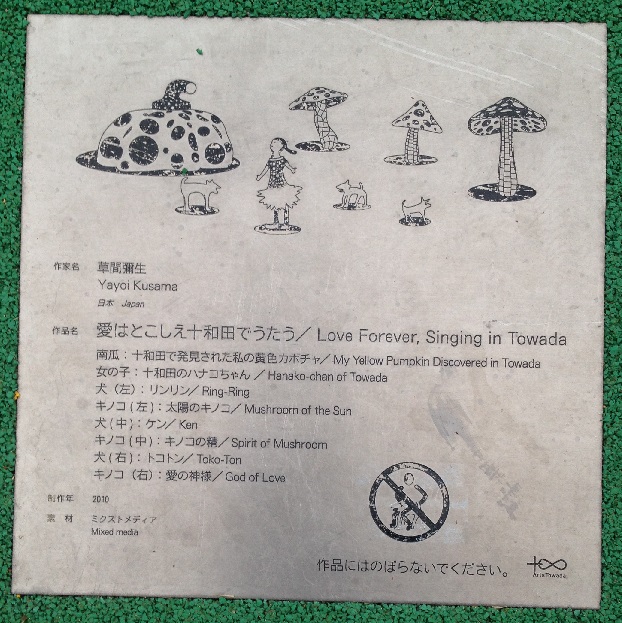 作家名 草間彌生
Yayoi Kusama
日本 Japan
作品名 愛はとこしえ十和田でうたう／ Love Forever, Singing in Towada
南瓜：十和田で発見された私の黄色カボチャ／ My Yellow Pumpkin Discovered in Towada
女の子：十和田のハナコちゃん ／ Hanako-chan of Towada
犬（左）：リンリン／ Ring-Ring
キノコ（左）：太陽のキノコ／ Mushroom of the Sun
犬（中）：ケン／ Ken
キノコ（中）：キノコの精／ Spirit of Mushroom
犬（右）：トコトン／ Toko-Ton
キノコ（右）：愛の神様／ God of Love
制作年 2010
素 材 ミクストメディア
Mixed media
作品にはのぼらないでください。
Arts Towada